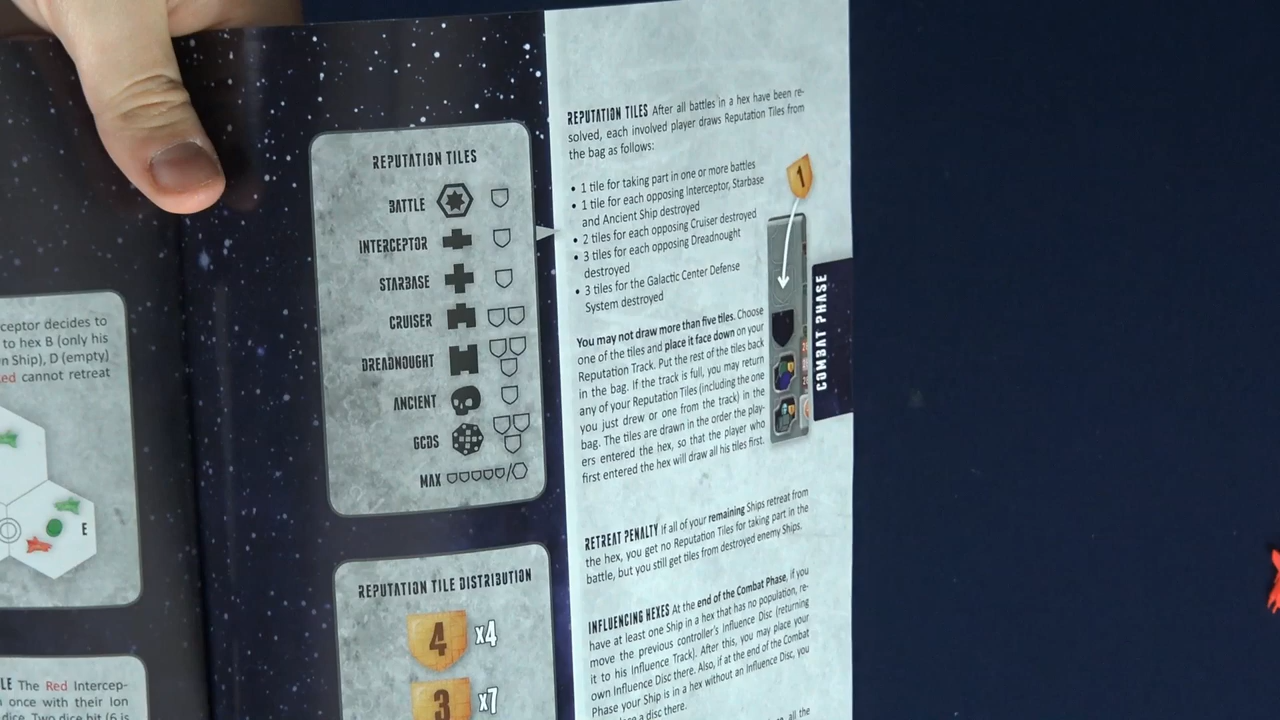 ceptor decides to
to hex B (only his
n Ship), D (empty)
ed cannot retreat
E
LE The Red Intercep-
once with their Ion
dice. Two dice hit (6 is
REPUTATION TILES
BATTLE
INTERCEPTOR
STARBASE
CRUISER
DREADNOUGHT
ANCIENT
GCDS
MAX /
REPUTATION TILE DISTRIBUTION
4 x4
3 x7
REPUTATION TILES After all battles in a hex have been re-
solved, each involved player draws Reputation Tiles from
the bag as follows:
• 1 tile for taking part in one or more battles
• 1 tile for each opposing Interceptor, Starbase
and Ancient Ship destroyed
• 2 tiles for each opposing Cruiser destroyed
• 3 tiles for each opposing Dreadnought
destroyed
• 3 tiles for the Galactic Center Defense
System destroyed
1
You may not draw more than five tiles. Choose
one of the tiles and place it face down on your
Reputation Track. Put the rest of the tiles back
in the bag. If the track is full, you may return
any of your Reputation Tiles (including the one
you just drew or one from the track) in the
bag. The tiles are drawn in the order the play-
ers entered the hex, so that the player who
first entered the hex will draw all his tiles first.
COMBAT PHASE
RETREAT PENALTY If all of your remaining Ships retreat from
the hex, you get no Reputation Tiles for taking part in the
battle, but you still get tiles from destroyed enemy Ships.
INFLUENCING HEXES At the end of the Combat Phase, if you
have at least one Ship in a hex that has no population, re-
move the previous controller's Influence Disc (returning
it to his Influence Track). After this, you may place your
own Influence Disc there. Also, if at the end of the Combat
Phase your Ship is in a hex without an Influence Disc, you
a disc there.
all the